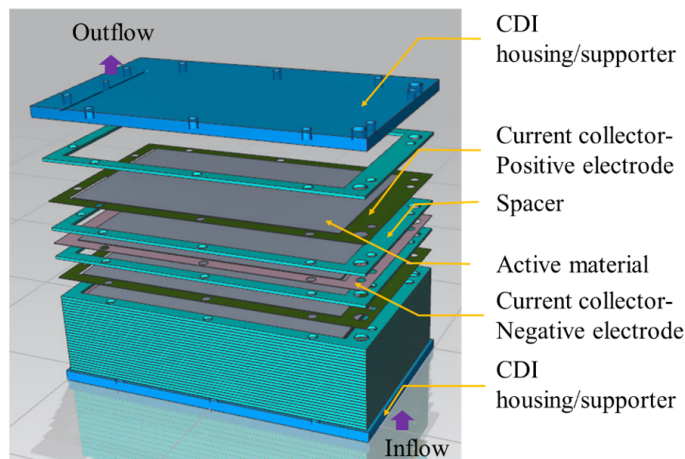 Outflow
CDI
housing/supporter
Current collector-
Positive electrode
Spacer
Active material
Current collector-
Negative electrode
CDI
housing/supporter
Inflow